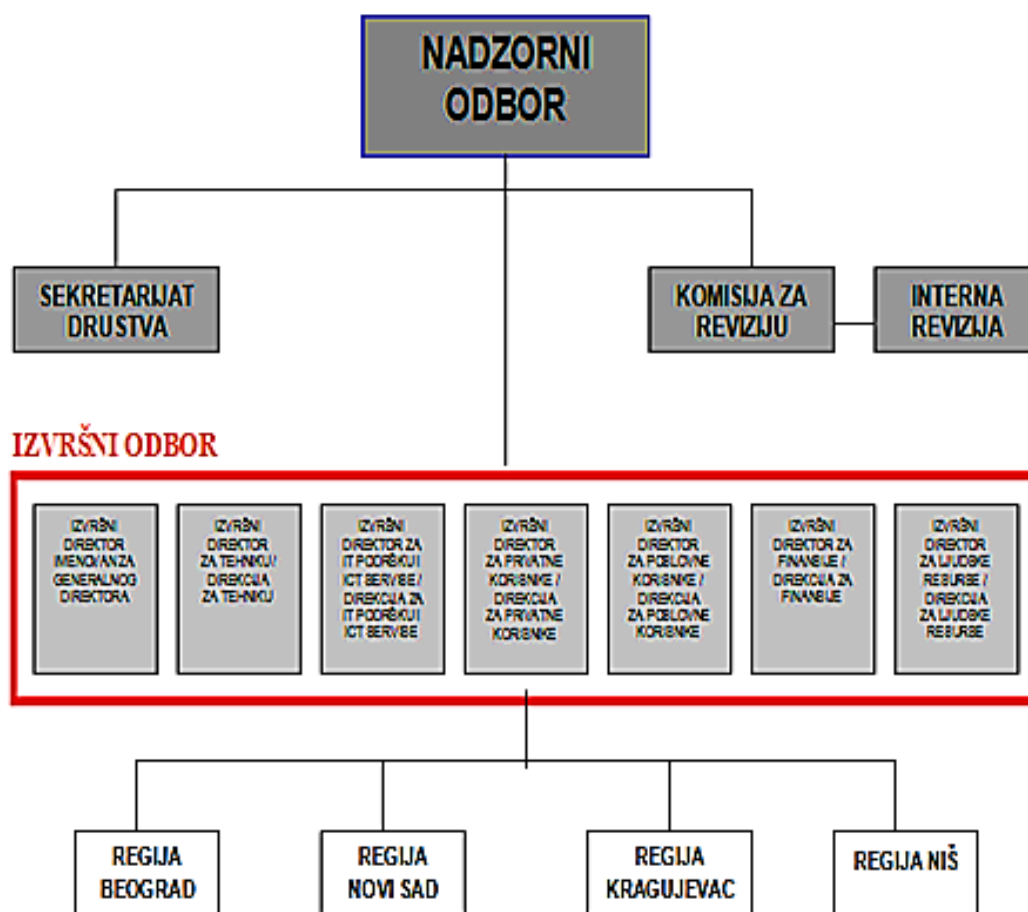 NADZORNI
ODBOR
SEKRETARIJAT
DRUSTVA
KOMISIJA ZA
REVIZIJU
INTERNA
REVIZIJA
IZVRŠNI ODBOR
IZVRŠNI
DIREKTOR
IMENOVAN ZA
GENERALNOG
DIREKTORA
IZVRŠNI
DIREKTOR
ZA TEHNIKU/
DIREKCIJA
ZA TEHNIKU
IZVRŠNI
DIREKTOR ZA
IT PODRŠKU I
ICT SERVISE/
DIREKCIJA ZA
IT PODRŠKU I
ICT SERVISE
IZVRŠNI
DIREKTOR
ZA PRIVATNE
KORISNIKE /
DIREKCIJA
ZA PRIVATNE
KORISNIKE
IZVRŠNI
DIREKTOR
ZA POSLOVNE
KORISNIKE /
DIREKCIJA
ZA POSLOVNE
KORISNIKE
IZVRŠNI
DIREKTOR ZA
FINANSIJE /
DIREKCIJA ZA
FINANSIJE
IZVRŠNI
DIREKTOR
ZA LJUDSKE
RESURSE /
DIREKCIJA
ZA LJUDSKE
RESURSE
REGIJA
BEOGRAD
REGIJA
NOVI SAD
REGIJA
KRAGUJEVAC
REGIJA NIŠ